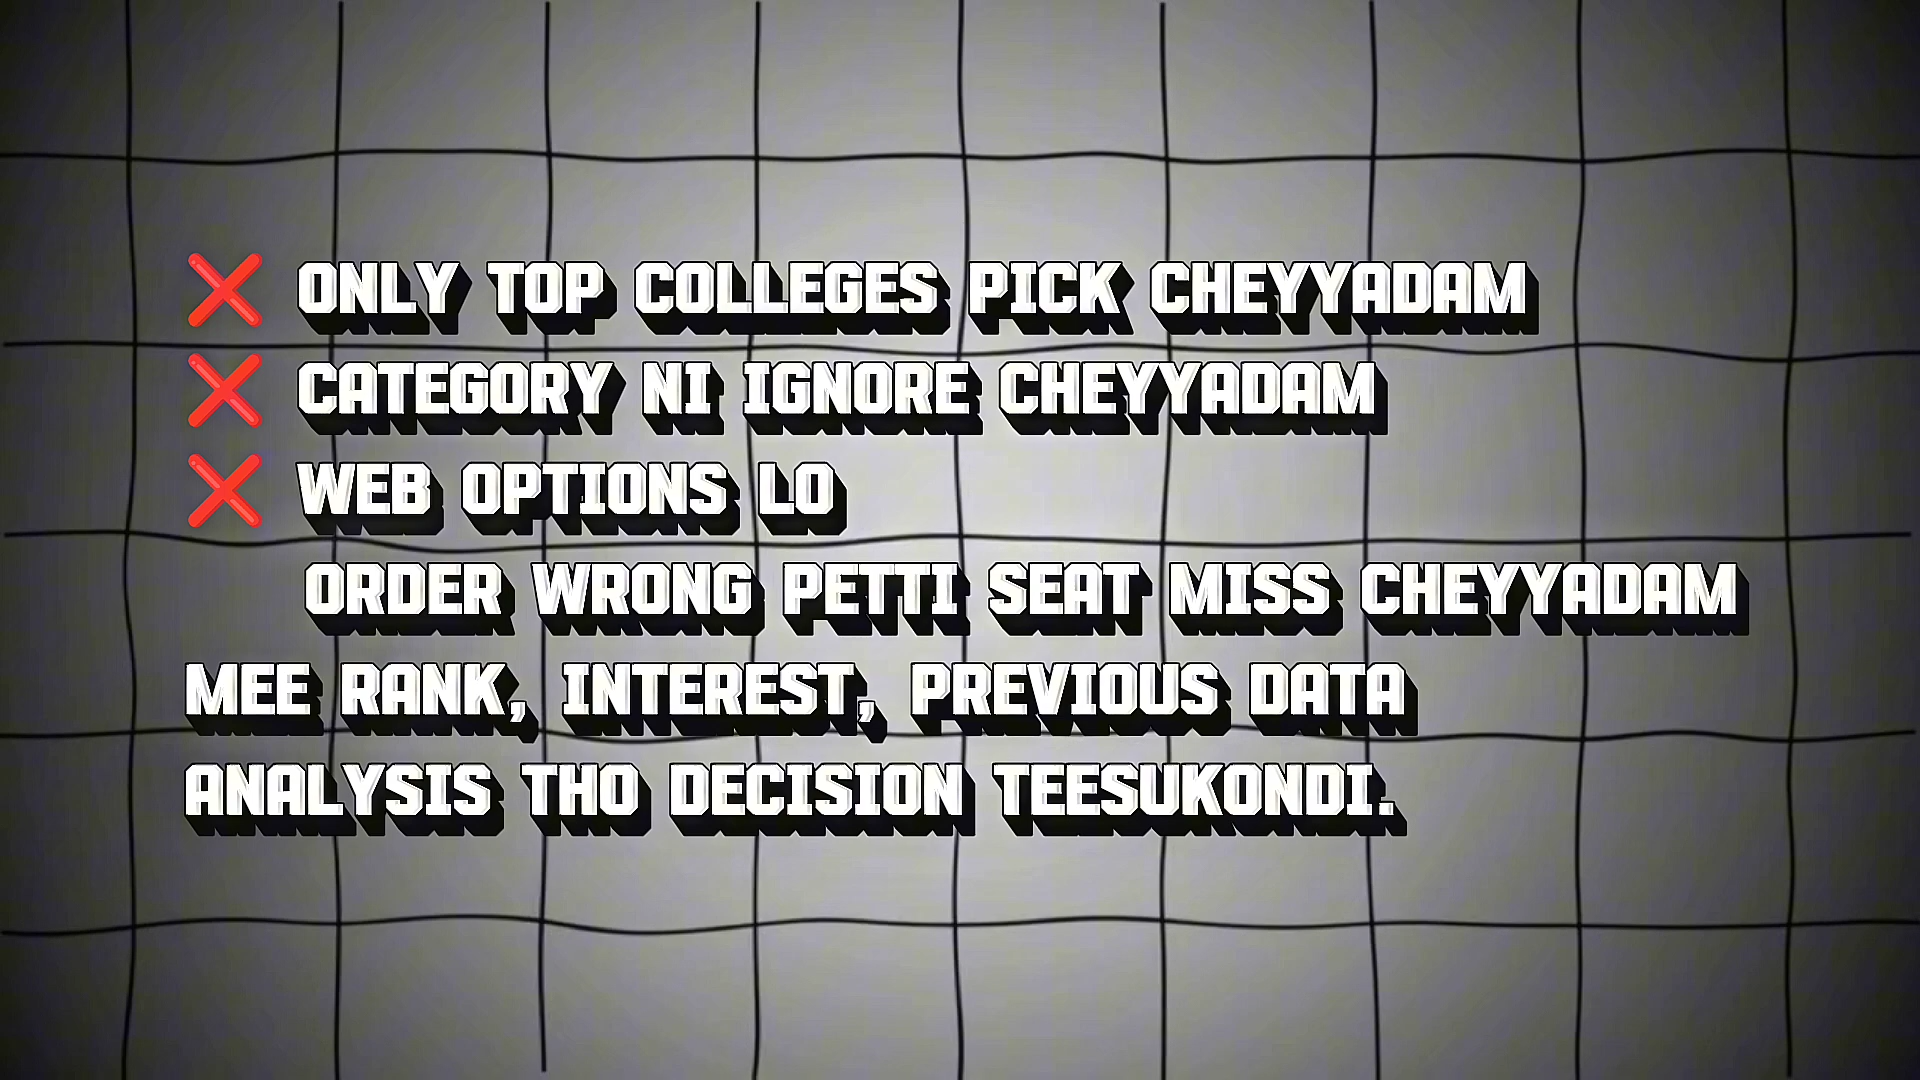 ❌ ONLY TOP COLLEGES PICK CHEYYADAM
❌ CATEGORY NI IGNORE CHEYYADAM
❌ WEB OPTIONS LO
ORDER WRONG PETTI SEAT MISS CHEYYADAM
MEE RANK, INTEREST, PREVIOUS DATA
ANALYSIS THO DECISION TEESUKONDI.